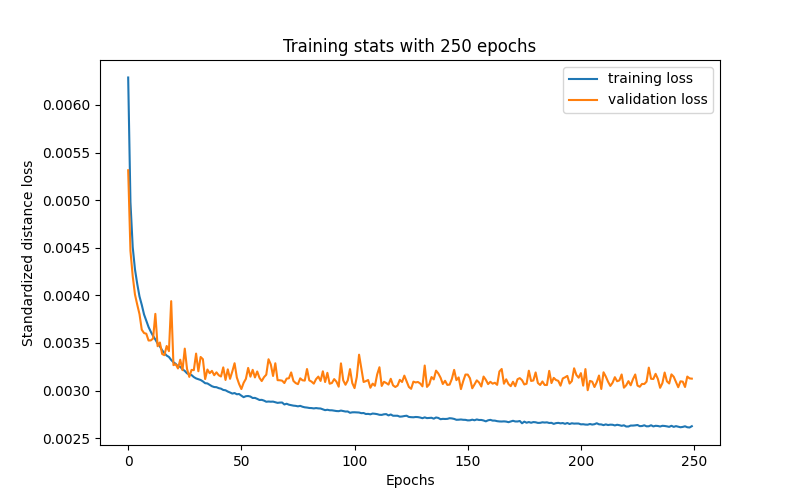 Training stats with 250 epochs
training loss
validation loss
Standardized distance loss
0.0060
0.0055
0.0050
0.0045
0.0040
0.0035
0.0030
0.0025
0 50 100 150 200 250
Epochs